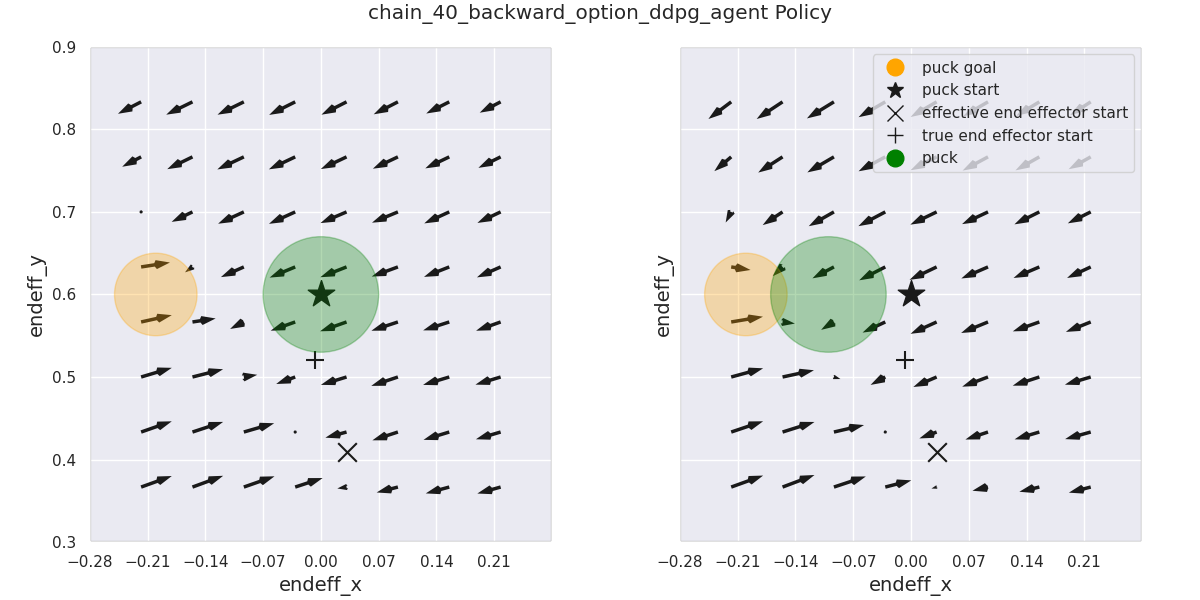 chain_40_backward_option_ddpg_agent Policy
0.9
0.8
0.7
0.6
0.5
0.4
0.3
endeff_y
−0.28 −0.21 −0.14 −0.07 0.00 0.07 0.14 0.21
endeff_x
puck goal
puck start
effective end effector start
true end effector start
puck
endeff_y
−0.28 −0.21 −0.14 −0.07 0.00 0.07 0.14 0.21
endeff_x